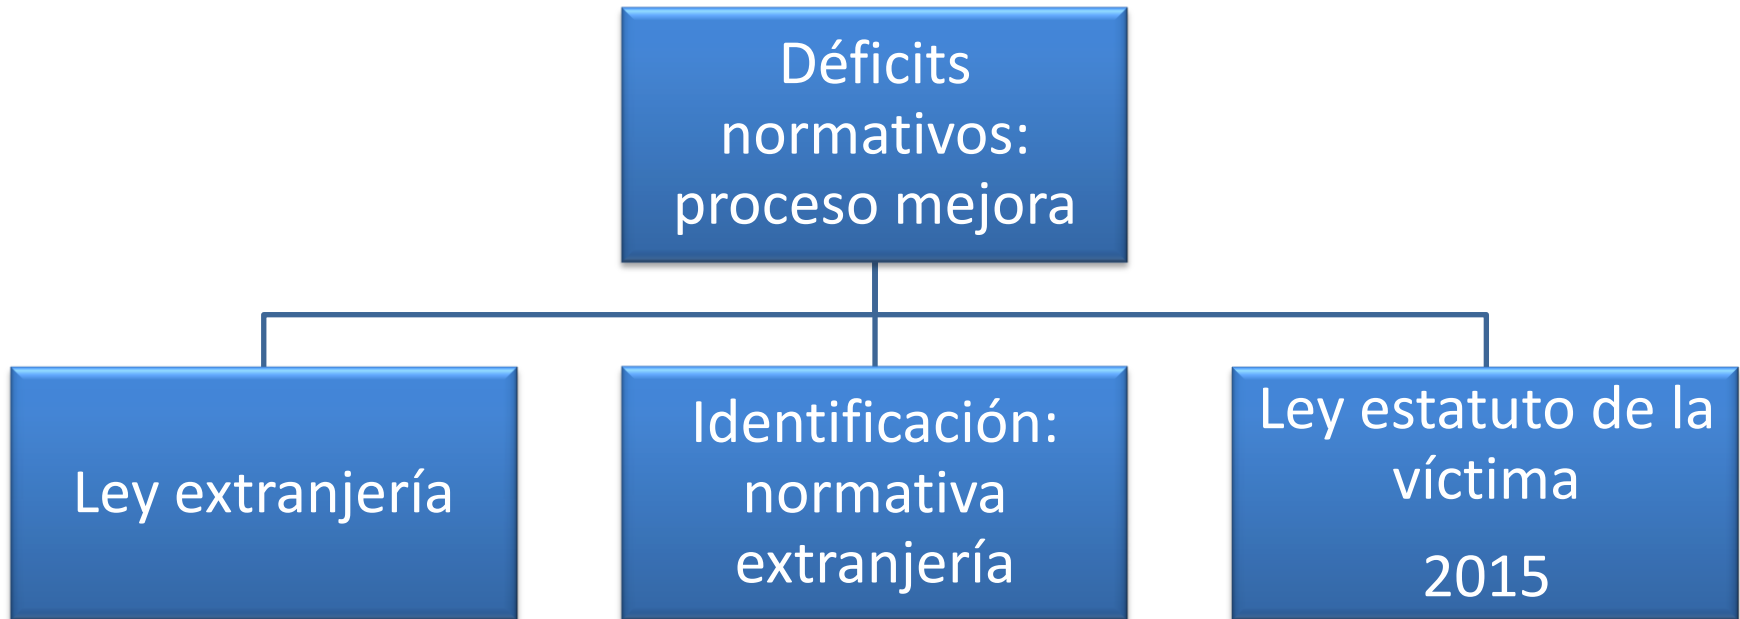 Déficits
normativos:
proceso mejora
Ley extranjería
Identificación:
normativa
extranjería
Ley estatuto de la
víctima
2015